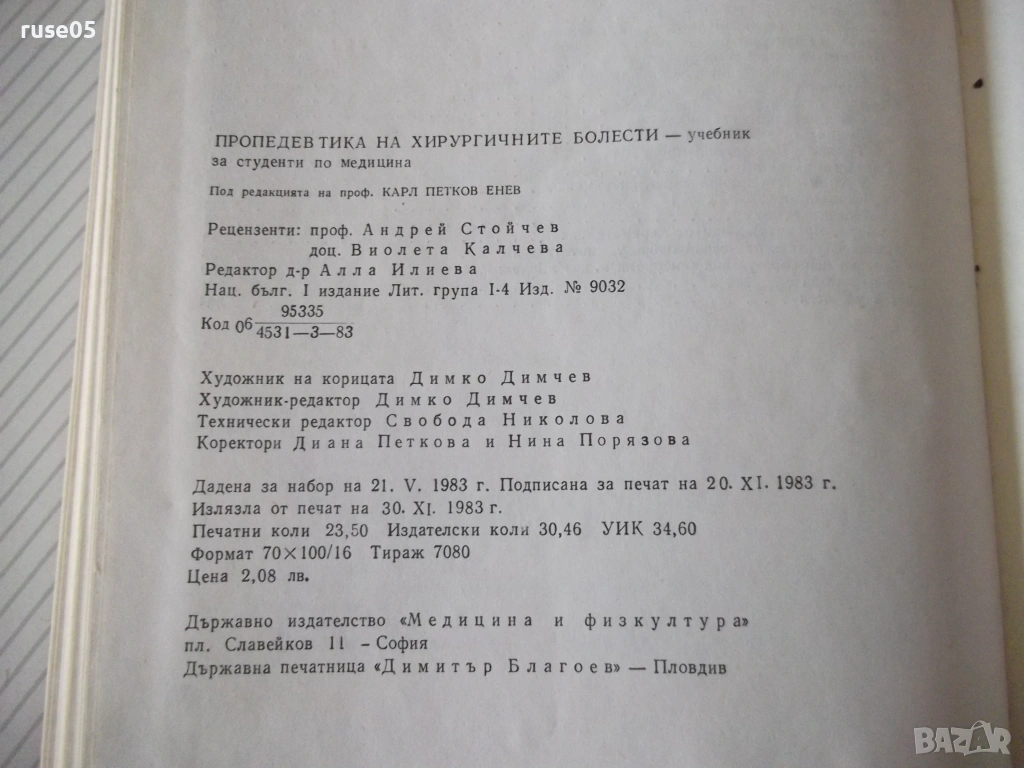 ruse05
ПРОПЕДЕВТИКА НА ХИРУРГИЧНИТЕ БОЛЕСТИ — учебник
за студенти по медицина
Под редакцията на проф. КАРЛ ПЕТКОВ ЕНЕВ
Рецензенти: проф. Андрей Стойчев
доц. Виолета Калчева
Редактор д-р Алла Илиева
Нац. бълг. I издание Лит. група I-4 Изд. № 9032
95335
Код 06
4531—3—83
Художник на корицата Димко Димчев
Художник-редактор Димко Димчев
Технически редактор Свобода Николова
Коректори Диана Петкова и Нина Порязова
Дадена за набор на 21. V. 1983 г. Подписана за печат на 20. XI. 1983 г.
Излязла от печат на 30. XI. 1983 г.
Печатни коли 23,50 Издателски коли 30,46 УИК 34,60
Формат 70×100/16 Тираж 7080
Цена 2,08 лв.
Държавно издателство «Медицина и физкултура»
пл. Славейков 11 - София
Държавна печатница «Димитър Благоев» — Пловдив
BAZAR